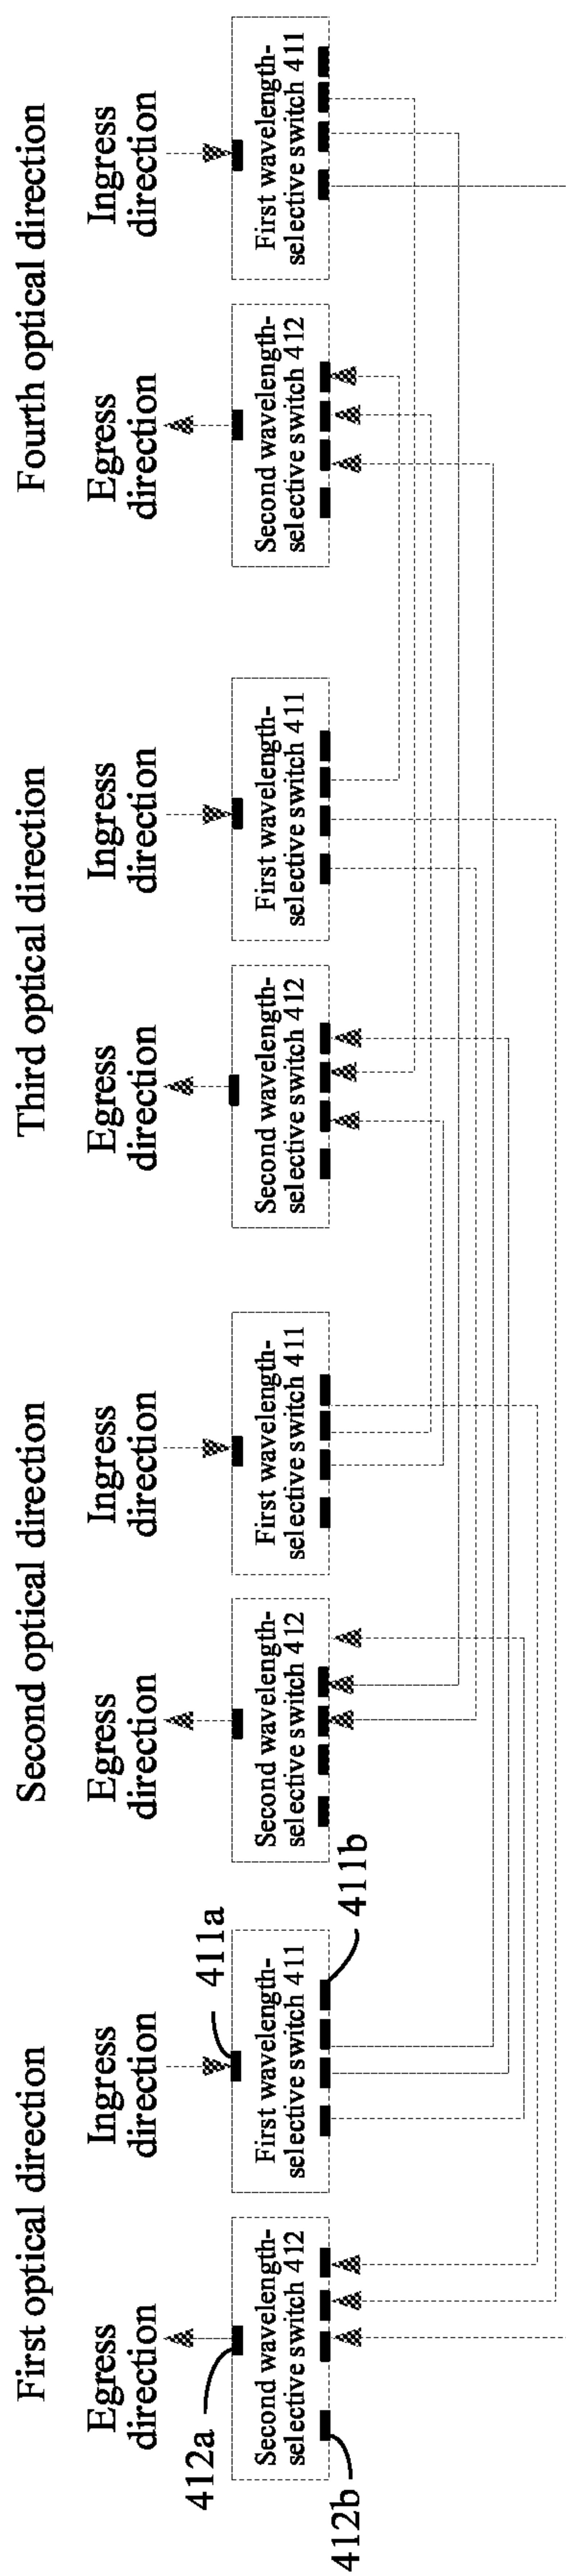 First optical direction
Egress
direction
Ingress
direction
412a
411a
Second wavelength-
selective switch 412
First wavelength-
selective switch 411
412b
411b
Second optical direction
Egress
direction
Ingress
direction
Second wavelength-
selective switch 412
First wavelength-
selective switch 411
Third optical direction
Egress
direction
Ingress
direction
Second wavelength-
selective switch 412
First wavelength-
selective switch 411
Fourth optical direction
Egress
direction
Ingress
direction
Second wavelength-
selective switch 412
First wavelength-
selective switch 411